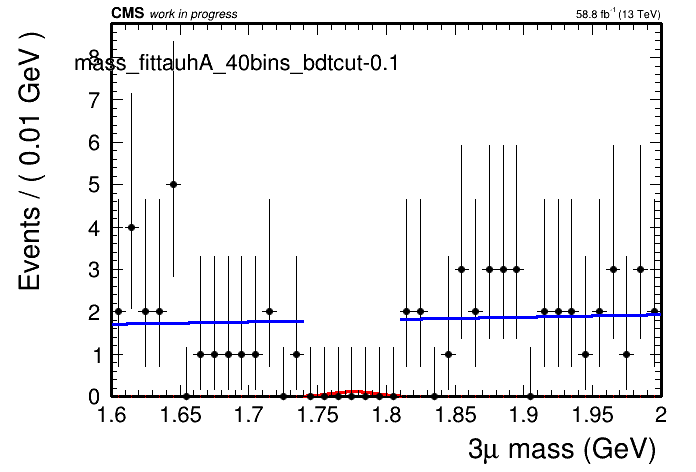 CMS work in progress
58.8 fb-1 (13 TeV)
mass_fittauhA_40bins_bdtcut-0.1
Events / ( 0.01 GeV )
8
7
6
5
4
3
2
1
0
1.6 1.65 1.7 1.75 1.8 1.85 1.9 1.95 2
3μ mass (GeV)